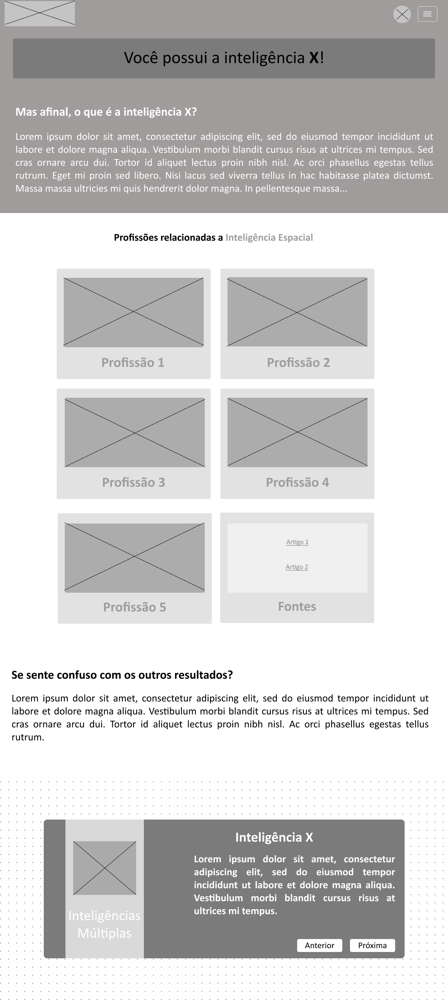 Você possui a inteligência X!
Mas afinal, o que é a inteligência X?
Lorem ipsum dolor sit amet, consectetur adipiscing elit, sed do eiusmod tempor incididunt ut
labore et dolore magna aliqua. Vestibulum morbi blandit cursus risus at ultrices mi tempus. Sed
cras ornare arcu dui. Tortor id aliquet lectus proin nibh nisl. Ac orci phasellus egestas tellus
rutrum. Eget mi proin sed libero. Nisi lacus sed viverra tellus in hac habitasse platea dictumst.
Massa massa ultricies mi quis hendrerit dolor magna. In pellentesque massa...
Profissões relacionadas a Inteligência Espacial
Profissão 1
Profissão 2
Profissão 3
Profissão 4
Profissão 5
Artigo 1
Artigo 2
Fontes
Se sente confuso com os outros resultados?
Lorem ipsum dolor sit amet, consectetur adipiscing elit, sed do eiusmod tempor incididunt ut
labore et dolore magna aliqua. Vestibulum morbi blandit cursus risus at ultrices mi tempus. Sed
cras ornare arcu dui. Tortor id aliquet lectus proin nibh nisl. Ac orci phasellus egestas tellus
rutrum.
Inteligências
Múltiplas
Inteligência X
Lorem ipsum dolor sit amet, consectetur
adipiscing elit, sed do eiusmod tempor
incididunt ut labore et dolore magna aliqua.
Vestibulum morbi blandit cursus risus at
ultrices mi tempus.
Anterior
Próxima